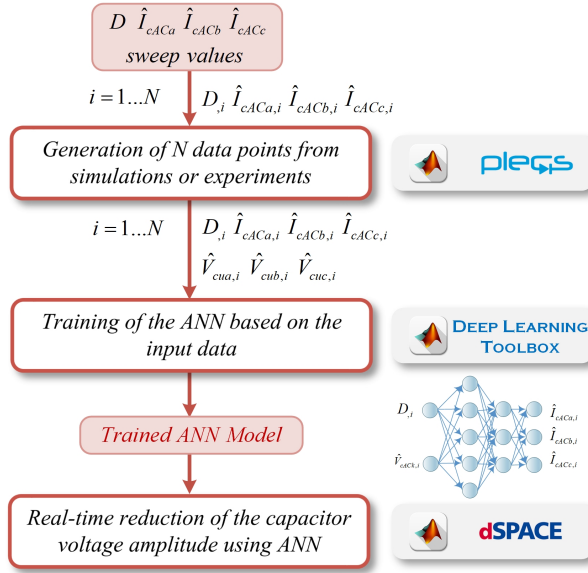 D Î_cACa Î_cACb Î_cACc
sweep values
i = 1...N
D_,i Î_cACa,i Î_cACb,i Î_cACc,i
Generation of N data points from
simulations or experiments
plecs
i = 1...N
D_,i Î_cACa,i Î_cACb,i Î_cACc,i
V̂_cua,i V̂_cub,i V̂_cuc,i
Training of the ANN based on the
input data
DEEP LEARNING
TOOLBOX
Trained ANN Model
D_,i
V̂_cACk,i
Î_cACa,i
Î_cACb,i
Î_cACc,i
Real-time reduction of the capacitor
voltage amplitude using ANN
dSPACE